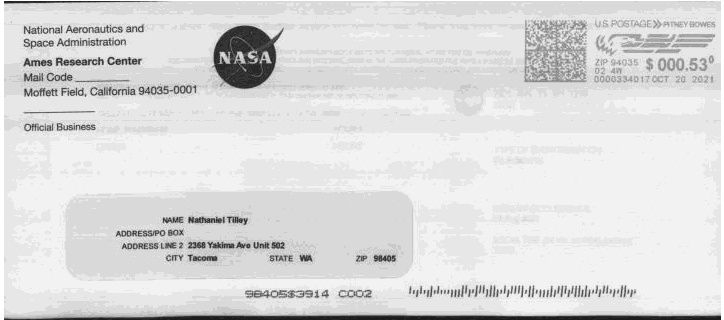 National Aeronautics and
Space Administration
Ames Research Center
Mail Code
Moffett Field, California 94035-0001
Official Business
NASA
U.S. POSTAGE >> PITNEY BOWES
ZIP 94035 $ 000.53⁰
02 4W
0000334017 OCT 20 2021
NAME Nathaniel Tilley
ADDRESS/PO BOX
ADDRESS LINE 2 2368 Yakima Ave Unit 502
CITY Tacoma STATE WA ZIP 98405
98405$3914 C002